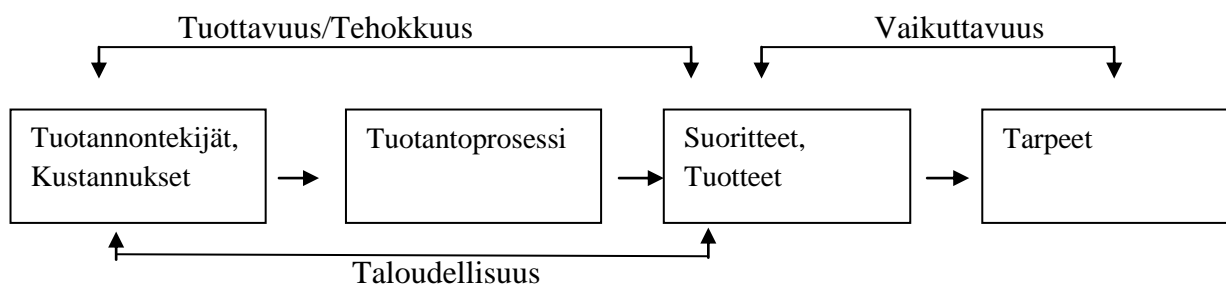 Tuottavuus/Tehokkuus
Vaikuttavuus
Tuotannontekijät,
Kustannukset
Tuotantoprosessi
Suoritteet,
Tuotteet
Tarpeet
Taloudellisuus